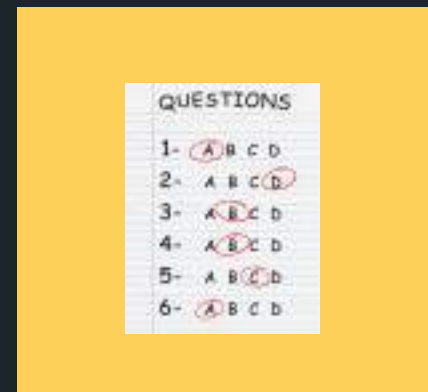 QUESTIONS
1- A B C D
2- A B C D
3- A B C D
4- A B C D
5- A B C D
6- A B C D